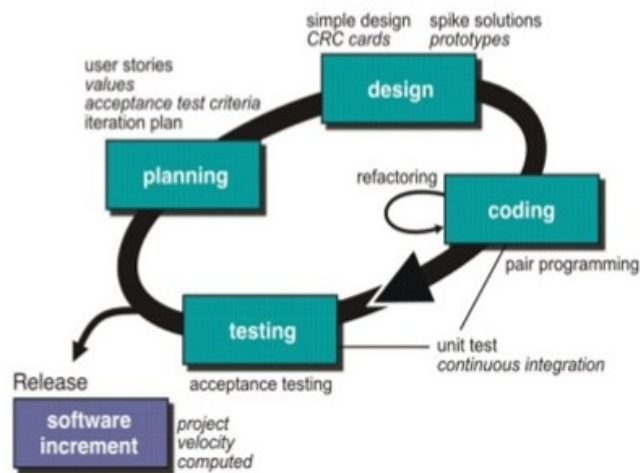 simple design
CRC cards
spike solutions
prototypes
user stories
values
acceptance test criteria
iteration plan
design
planning
refactoring
coding
pair programming
testing
unit test
continuous integration
acceptance testing
Release
software
increment
project
velocity
computed